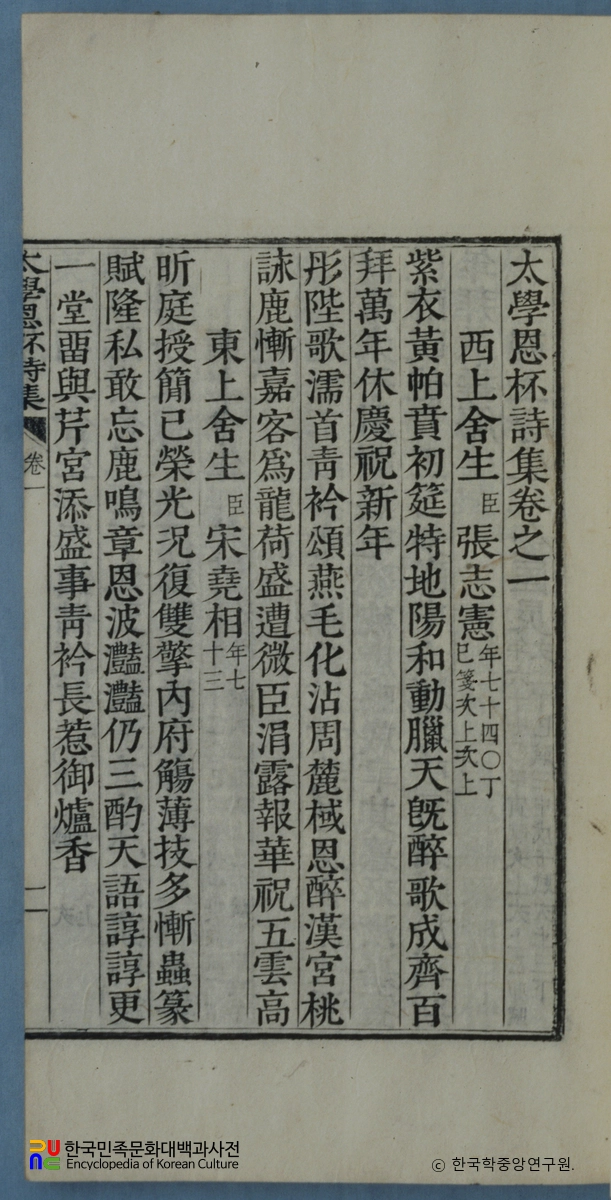 太學恩杯詩集卷之一
西上舍生 臣 張志憲 年七十四○丁
巳箋次上次上
紫衣黃帕賁初筵特地陽和動臘天旣醉歌成齊百
拜萬年休慶祝新年
彤陛歌濡首靑衿頌燕毛化沾周麓棫恩醉漢宮桃
詠鹿慚嘉客爲龍荷盛遭微臣涓露報華祝五雲高
東上舍生 臣 宋堯相 年七
十三
昕庭授簡已榮光况復雙擎內府觴薄技多慚蟲篆
賦隆私敢忘鹿鳴章恩波灩灩仍三酌天語諄諄更
一堂畱與芹宮添盛事靑衿長惹御爐香
太學恩杯詩集 卷一 一
한국민족문화대백과사전
Encyclopedia of Korean Culture
ⓒ 한국학중앙연구원.